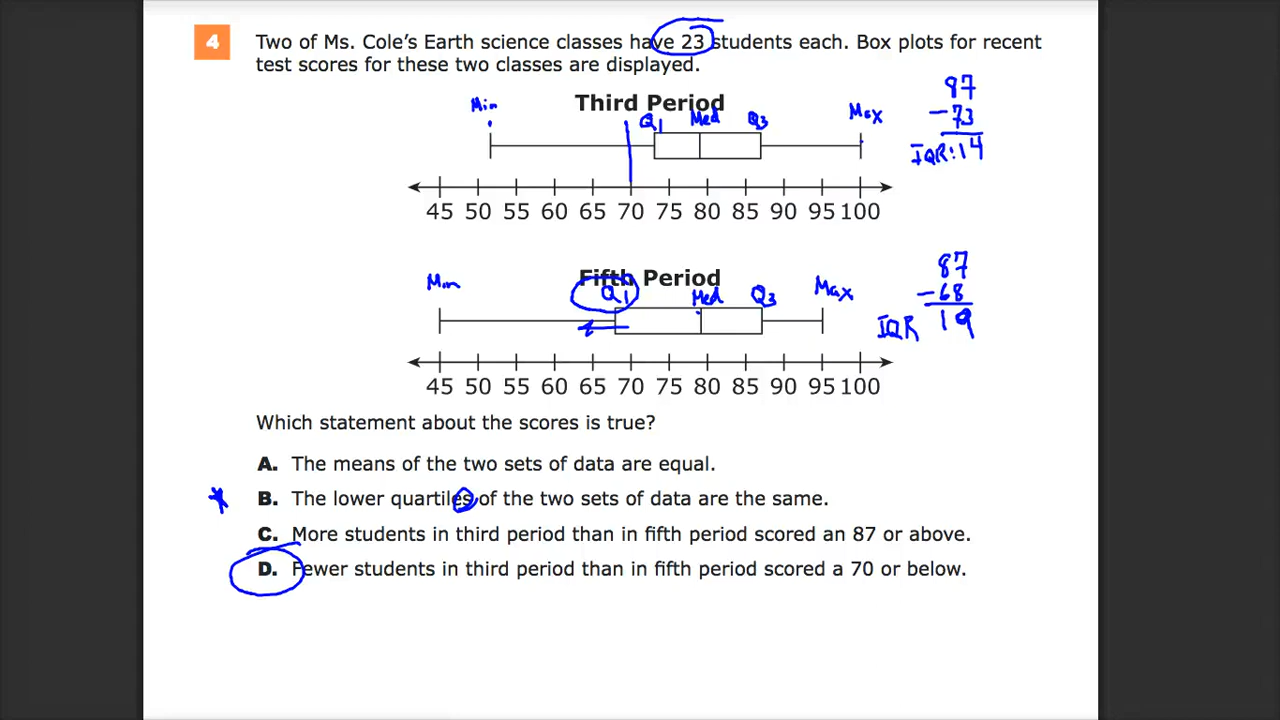 4 Two of Ms. Cole's Earth science classes have 23 students each. Box plots for recent
test scores for these two classes are displayed.
Third Period
Min Q1 Med Q3 Max
87
-73
IQR: 14
45 50 55 60 65 70 75 80 85 90 95 100
Fifth Period
Min Q1 Med Q3 Max
87
-68
IQR 19
45 50 55 60 65 70 75 80 85 90 95 100
Which statement about the scores is true?
A. The means of the two sets of data are equal.
* B. The lower quartiles of the two sets of data are the same.
C. More students in third period than in fifth period scored an 87 or above.
D. Fewer students in third period than in fifth period scored a 70 or below.